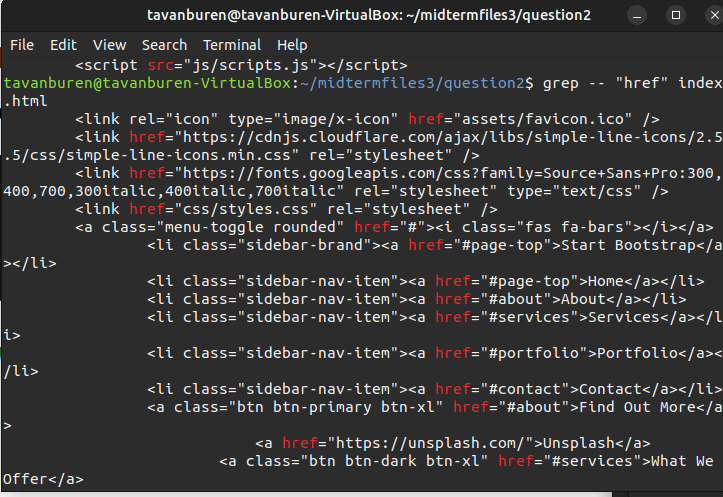 tavanburen@tavanburen-VirtualBox: ~/midtermfiles3/question2
File Edit View Search Terminal Help
<script src="js/scripts.js"></script>
tavanburen@tavanburen-VirtualBox:~/midtermfiles3/question2$ grep -- "href" index
.html
<link rel="icon" type="image/x-icon" href="assets/favicon.ico" />
<link href="https://cdnjs.cloudflare.com/ajax/libs/simple-line-icons/2.5
.5/css/simple-line-icons.min.css" rel="stylesheet" />
<link href="https://fonts.googleapis.com/css?family=Source+Sans+Pro:300,
400,700,300italic,400italic,700italic" rel="stylesheet" type="text/css" />
<link href="css/styles.css" rel="stylesheet" />
<a class="menu-toggle rounded" href="#"><i class="fas fa-bars"></i></a>
<li class="sidebar-brand"><a href="#page-top">Start Bootstrap</a
></li>
<li class="sidebar-nav-item"><a href="#page-top">Home</a></li>
<li class="sidebar-nav-item"><a href="#about">About</a></li>
<li class="sidebar-nav-item"><a href="#services">Services</a></l
i>
<li class="sidebar-nav-item"><a href="#portfolio">Portfolio</a><
/li>
<li class="sidebar-nav-item"><a href="#contact">Contact</a></li>
<a class="btn btn-primary btn-xl" href="#about">Find Out More</a
>
<a href="https://unsplash.com/">Unsplash</a>
<a class="btn btn-dark btn-xl" href="#services">What We
Offer</a>